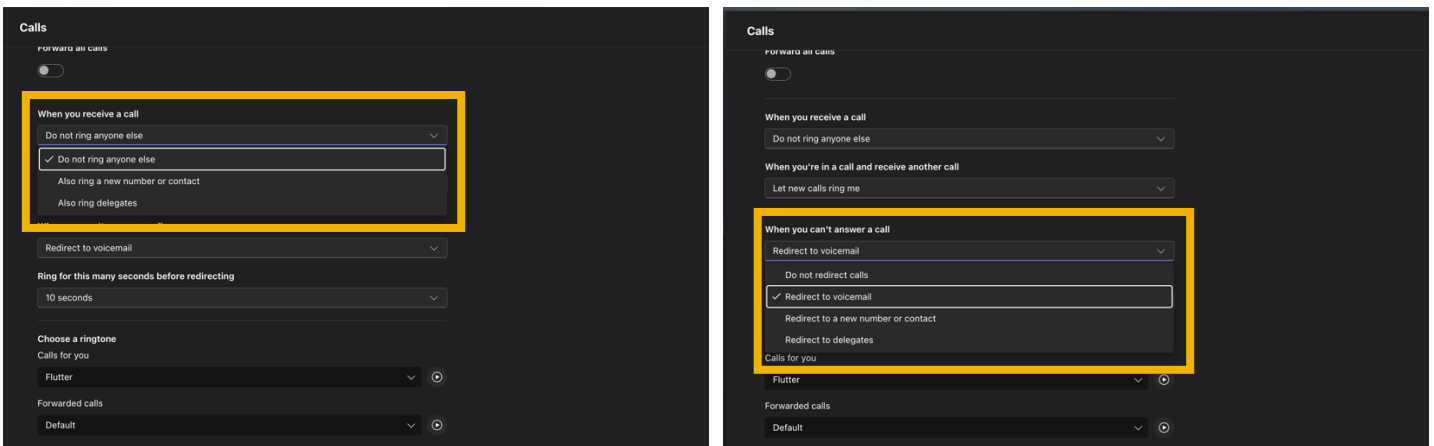 Calls
Forward all calls
When you receive a call
Do not ring anyone else
Do not ring anyone else
Also ring a new number or contact
Also ring delegates
Redirect to voicemail
Ring for this many seconds before redirecting
10 seconds
Choose a ringtone
Calls for you
Flutter
Forwarded calls
Default
Calls
Forward all calls
When you receive a call
Do not ring anyone else
When you're in a call and receive another call
Let new calls ring me
When you can't answer a call
Redirect to voicemail
Do not redirect calls
Redirect to voicemail
Redirect to a new number or contact
Redirect to delegates
Calls for you
Flutter
Forwarded calls
Default